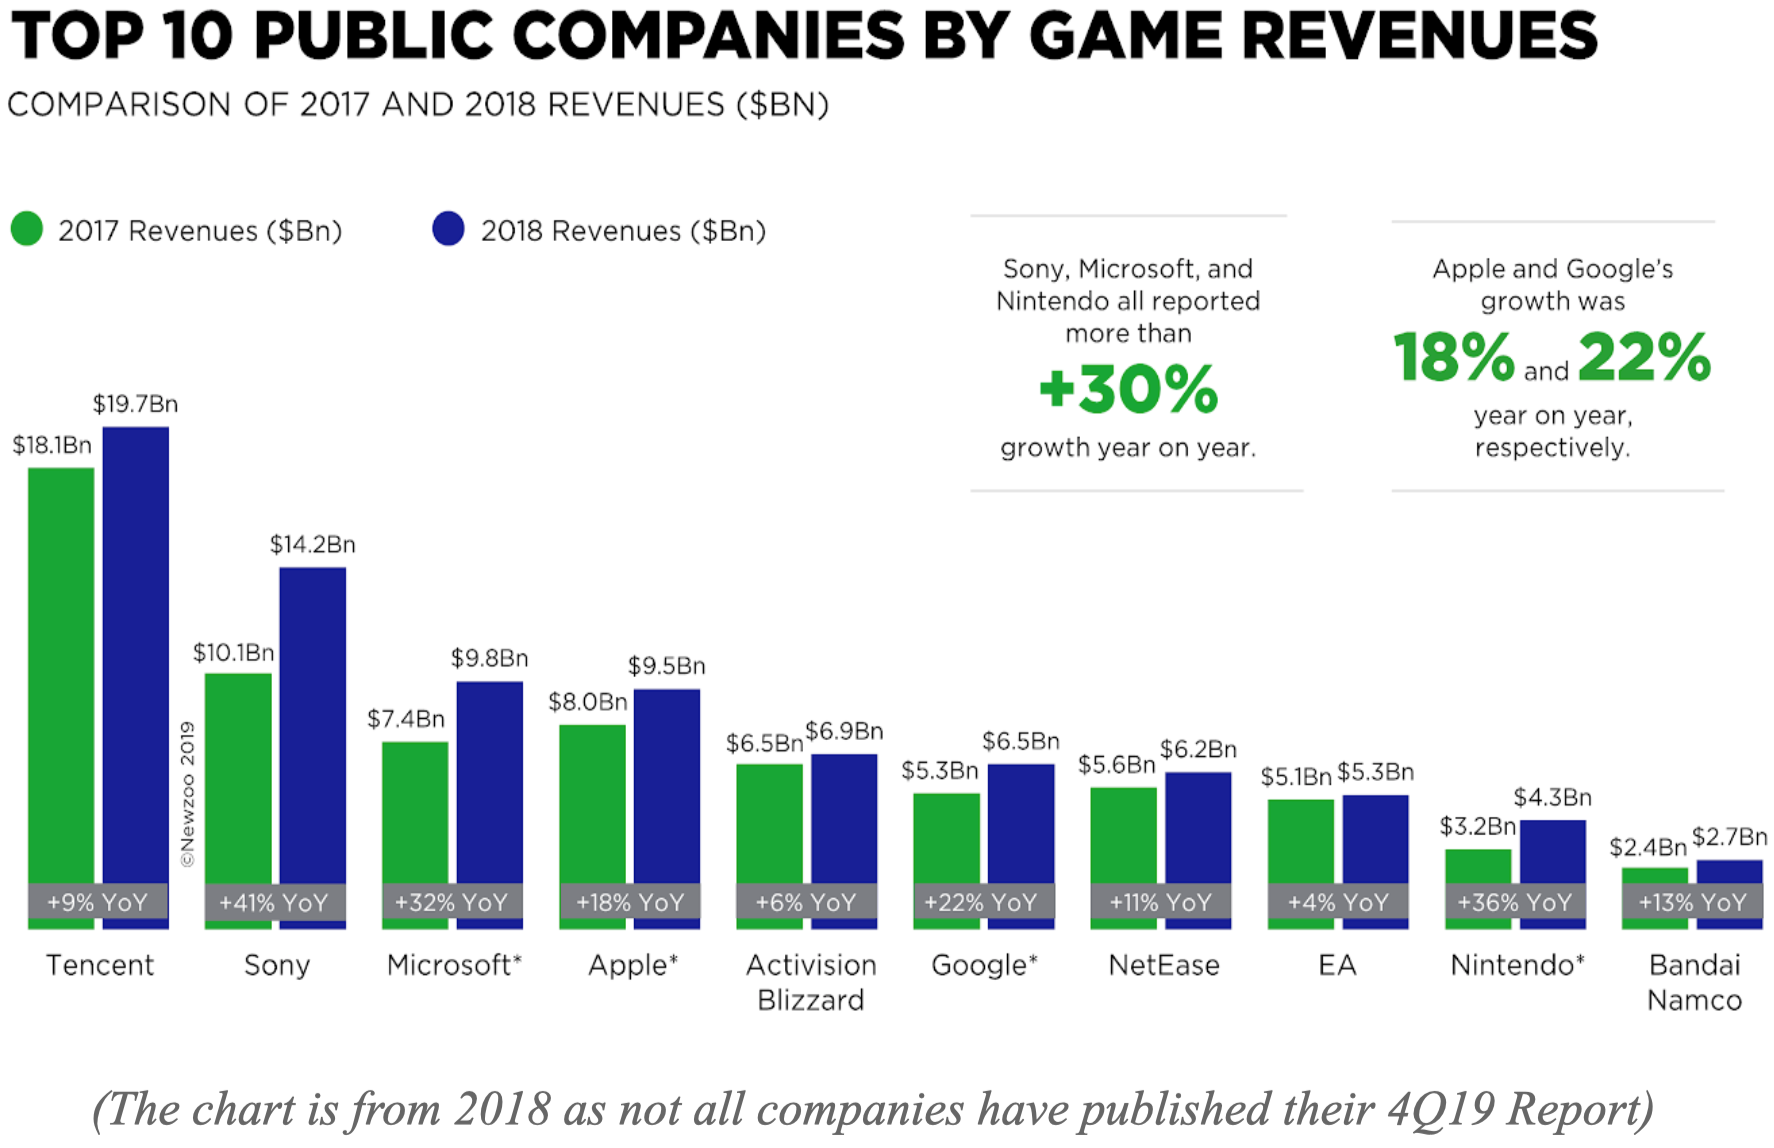 TOP 10 PUBLIC COMPANIES BY GAME REVENUES
COMPARISON OF 2017 AND 2018 REVENUES ($BN)
2017 Revenues ($Bn)
2018 Revenues ($Bn)
Sony, Microsoft, and
Nintendo all reported
more than
+30%
growth year on year.
Apple and Google's
growth was
18% and 22%
year on year,
respectively.
$18.1Bn
$19.7Bn
+9% YoY
Tencent
©Newzoo 2019
$10.1Bn
$14.2Bn
+41% YoY
Sony
$7.4Bn
$9.8Bn
+32% YoY
Microsoft*
$8.0Bn
$9.5Bn
+18% YoY
Apple*
$6.5Bn
$6.9Bn
+6% YoY
Activision
Blizzard
$5.3Bn
$6.5Bn
+22% YoY
Google*
$5.6Bn
$6.2Bn
+11% YoY
NetEase
$5.1Bn
$5.3Bn
+4% YoY
EA
$3.2Bn
$4.3Bn
+36% YoY
Nintendo*
$2.4Bn
$2.7Bn
+13% YoY
Bandai
Namco
(The chart is from 2018 as not all companies have published their 4Q19 Report)